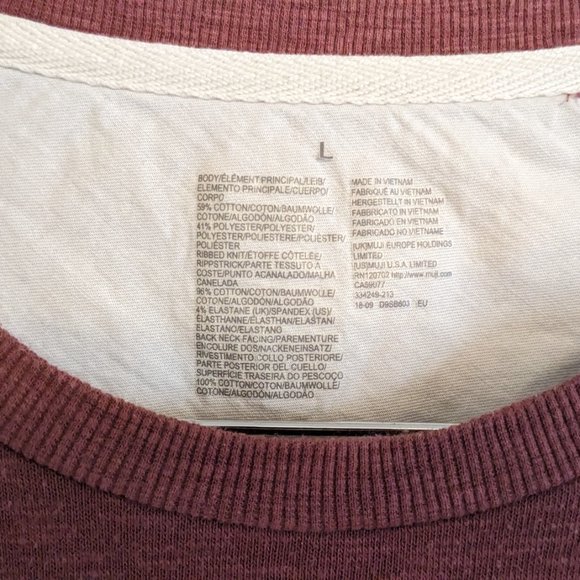 L
BODY/ÉLÉMENT PRINCIPAL/LEIB/
ELEMENTO PRINCIPALE/CUERPO/
CORPO
59% COTTON/COTON/BAUMWOLLE/
COTONE/ALGODÓN/ALGODÃO
41% POLYESTER/POLYESTER/
POLYESTER/POLIESTERE/POLIÉSTER/
POLIÉSTER
RIBBED KNIT/ÉTOFFE CÔTELÉE/
RIPPSTRICK/PARTE TESSUTO A
COSTE/PUNTO ACANALADO/MALHA
CANELADA
96% COTTON/COTON/BAUMWOLLE/
COTONE/ALGODÓN/ALGODÃO
4% ELASTANE (UK)/SPANDEX (US)/
ÉLASTHANNE/ELASTHAN/ELASTAN/
ELASTANO/ELASTANO
BACK NECK FACING/PAREMENTURE
ENCOLURE DOS/NACKENEINSATZ/
RIVESTIMENTO COLLO POSTERIORE/
PARTE POSTERIOR DEL CUELLO/
SUPERFÍCIE TRASEIRA DO PESCOÇO
100% COTTON/COTON/BAUMWOLLE/
COTONE/ALGODÓN/ALGODÃO
MADE IN VIETNAM
FABRIQUÉ AU VIETNAM
HERGESTELLT IN VIETNAM
FABBRICATO IN VIETNAM
FABRICADO EN VIETNAM
FABRICADO NO VIETNAME
[UK]MUJI EUROPE HOLDINGS
LIMITED
[US]MUJI U.S.A. LIMITED
RN120702 http://www.muji.com
CA59077
334249-213
18-09 D9SB803 EU